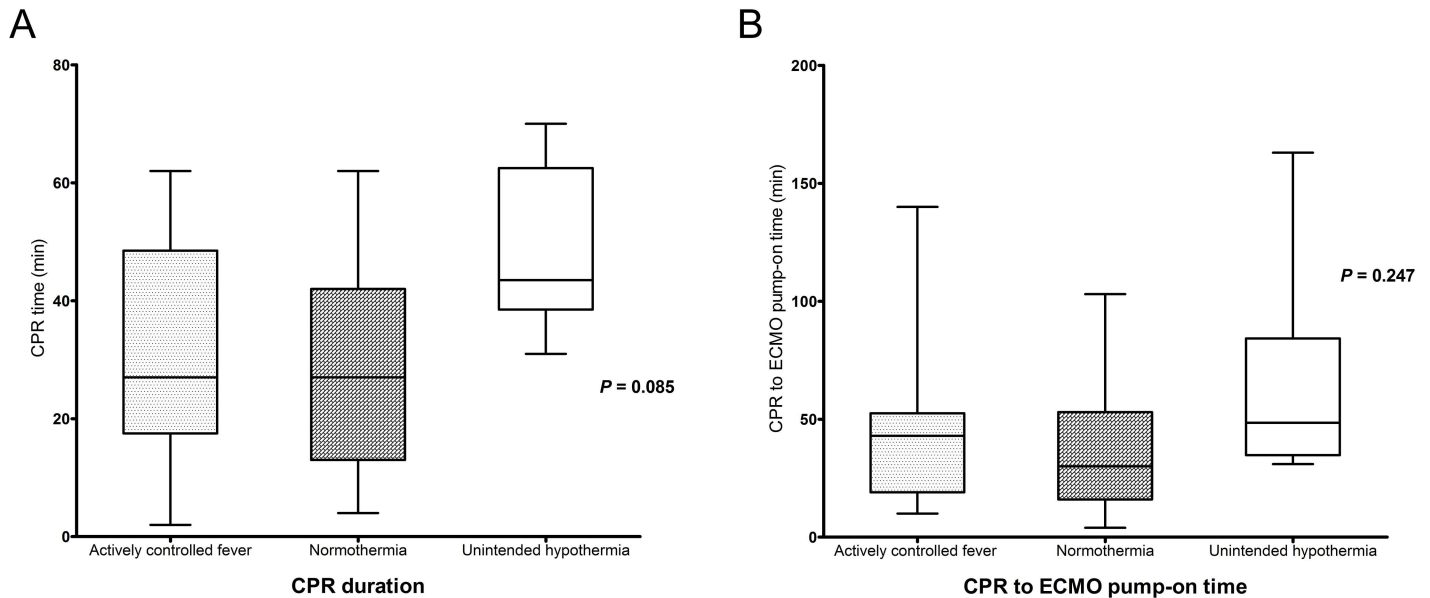 A
80
60
40
20
0
CPR time (min)
P = 0.085
Actively controlled fever
Normothermia
Unintended hypothermia
CPR duration
B
200
150
100
50
0
CPR to ECMO pump-on time (min)
P = 0.247
Actively controlled fever
Normothermia
Unintended hypothermia
CPR to ECMO pump-on time